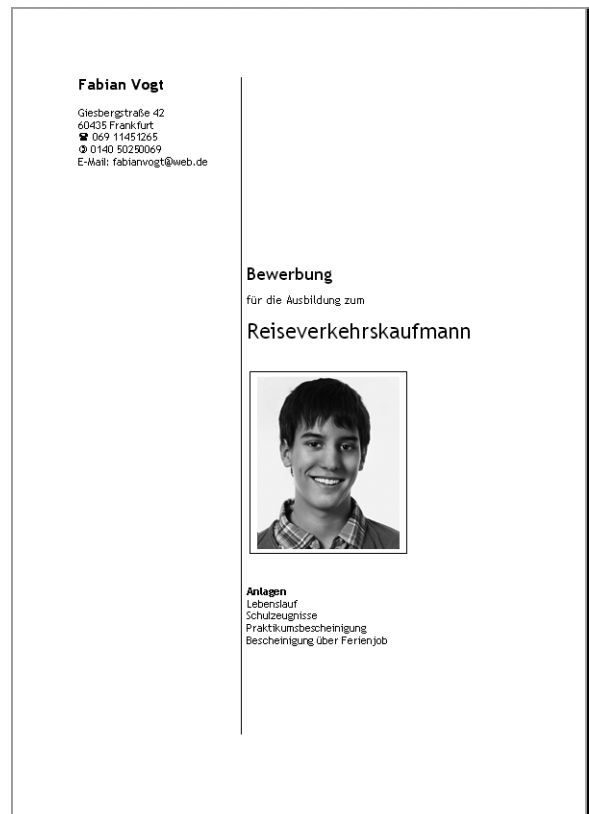 Fabian Vogt
Giesbergstraße 42
60435 Frankfurt
☎ 069 11451265
✆ 0140 50250069
E-Mail: fabianvogt@web.de
Bewerbung
für die Ausbildung zum
Reiseverkehrskaufmann
Anlagen
Lebenslauf
Schulzeugnisse
Praktikumsbescheinigung
Bescheinigung über Ferienjob